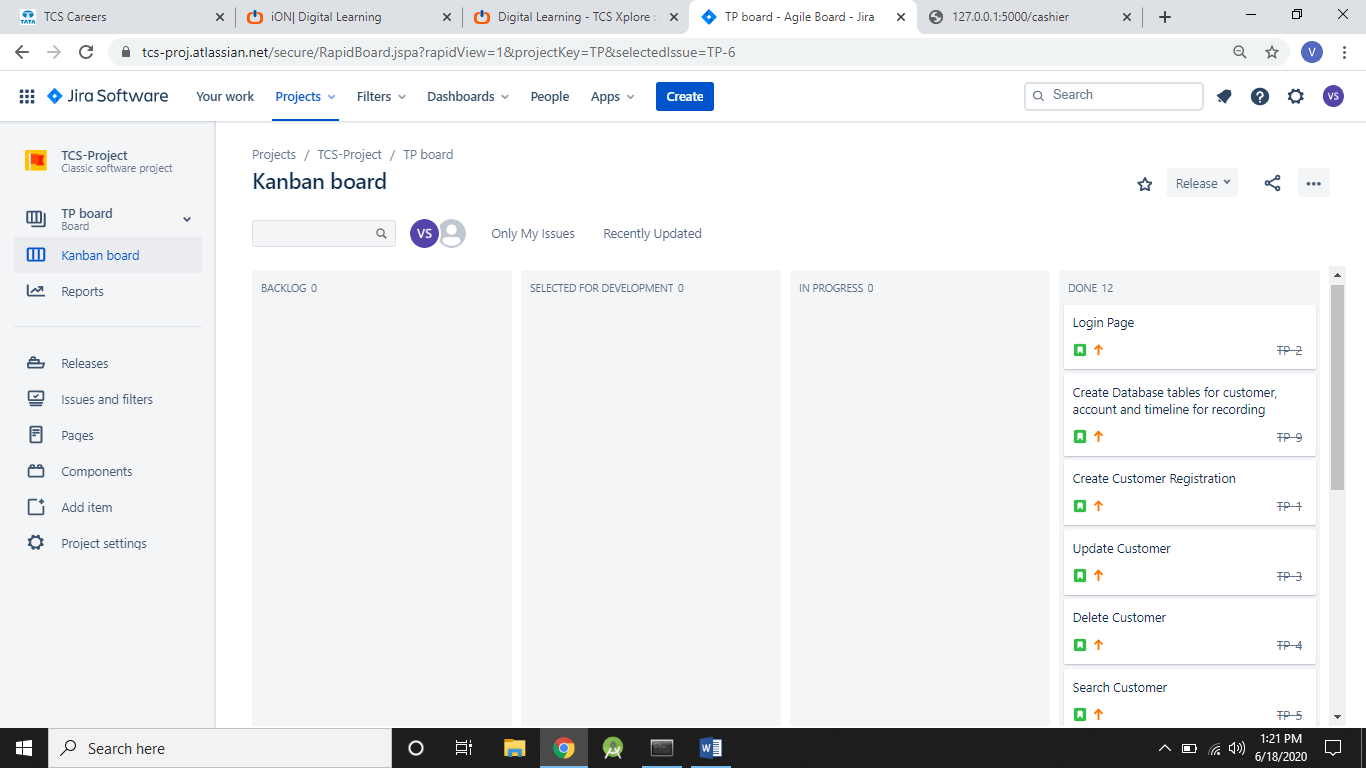 TCS Careers
iON| Digital Learning
Digital Learning - TCS Xplore s
TP board - Agile Board - Jira
127.0.0.1:5000/cashier
tcs-proj.atlassian.net/secure/RapidBoard.jspa?rapidView=1&projectKey=TP&selectedIssue=TP-6
V
Jira Software
Your work
Projects
Filters
Dashboards
People
Apps
Create
Search
VS
TCS-Project
Classic software project
TP board
Board
Kanban board
Reports
Releases
Issues and filters
Pages
Components
Add item
Project settings
Projects / TCS-Project / TP board
Kanban board
Release
VS
Only My Issues
Recently Updated
BACKLOG 0
SELECTED FOR DEVELOPMENT 0
IN PROGRESS 0
DONE 12
Login Page
TP-2
Create Database tables for customer,
account and timeline for recording
TP-9
Create Customer Registration
TP-1
Update Customer
TP-3
Delete Customer
TP-4
Search Customer
TP-5
Search here
1:21 PM
6/18/2020